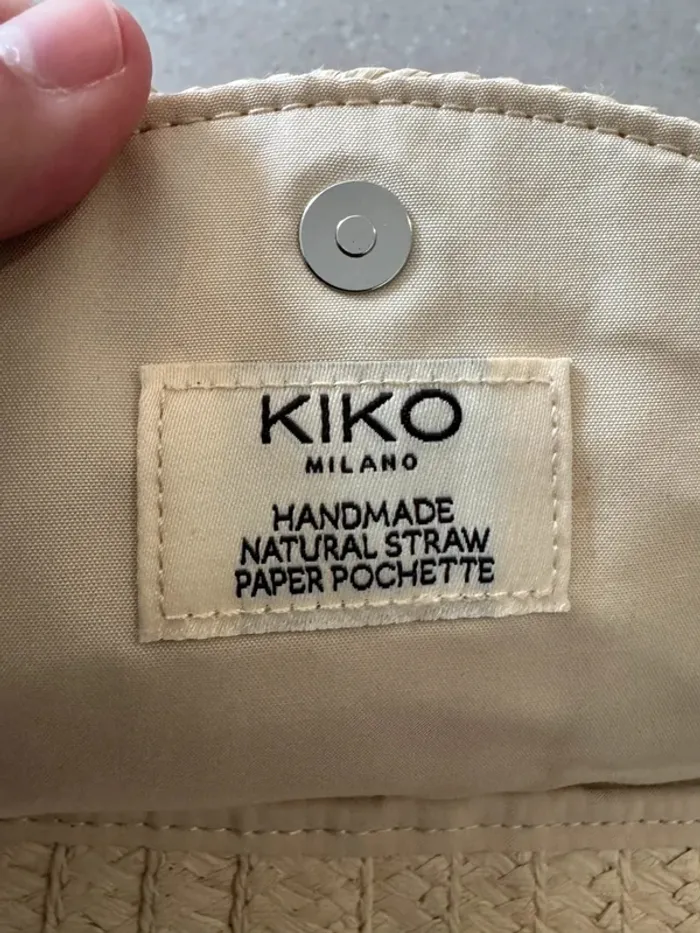 KIKO
MILANO
HANDMADE
NATURAL STRAW
PAPER POCHETTE